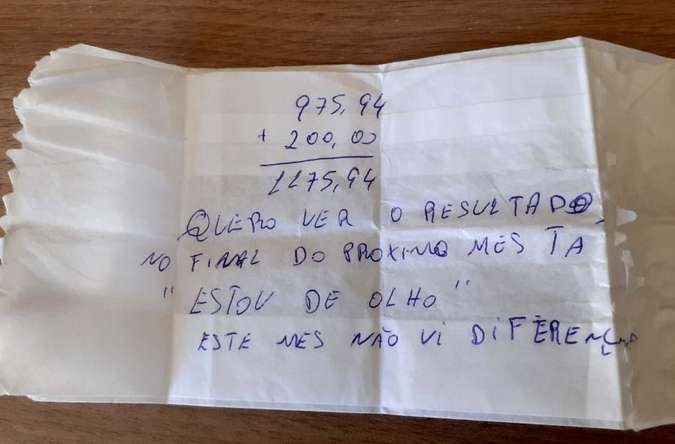 975,94
+ 200,00
1175,94
QUERO VER O RESULTADO,
NO FINAL DO PROXIMO MES TA
"ESTOU DE OLHO"
ESTE MES NÃO VI DIFERENÇA